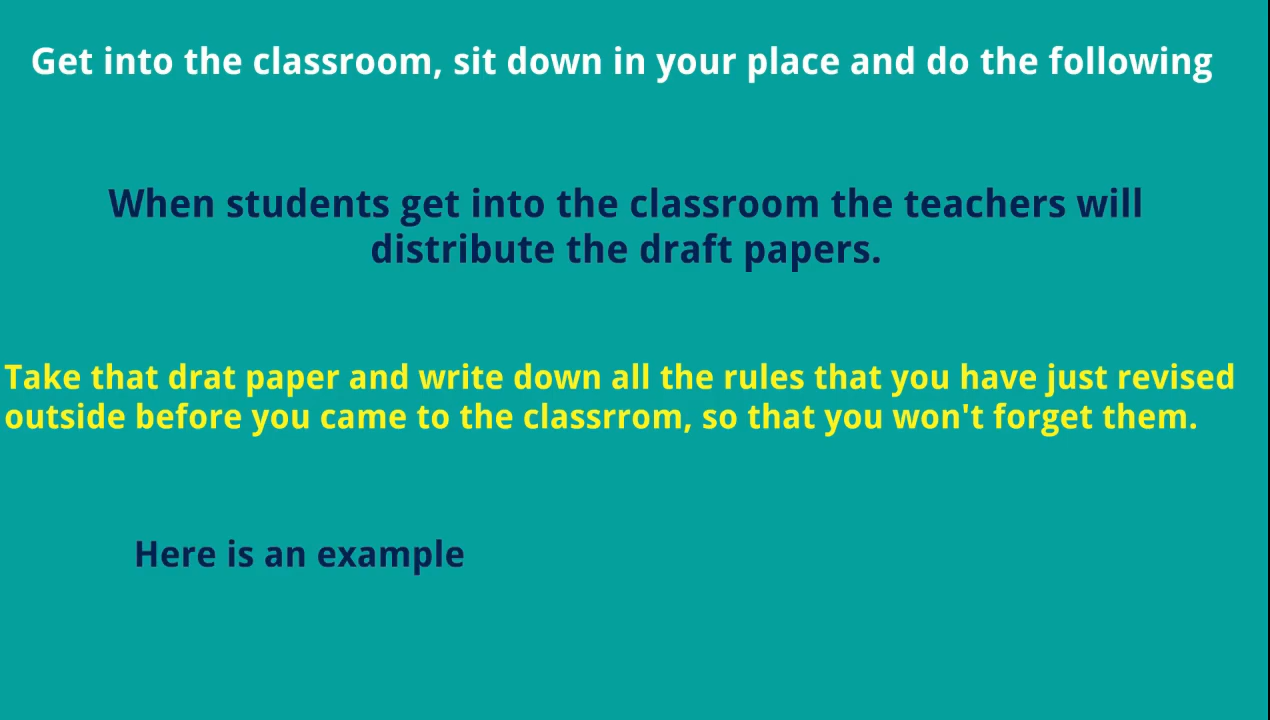 Get into the classroom, sit down in your place and do the following
When students get into the classroom the teachers will
distribute the draft papers.
Take that drat paper and write down all the rules that you have just revised
outside before you came to the classrrom, so that you won't forget them.
Here is an example